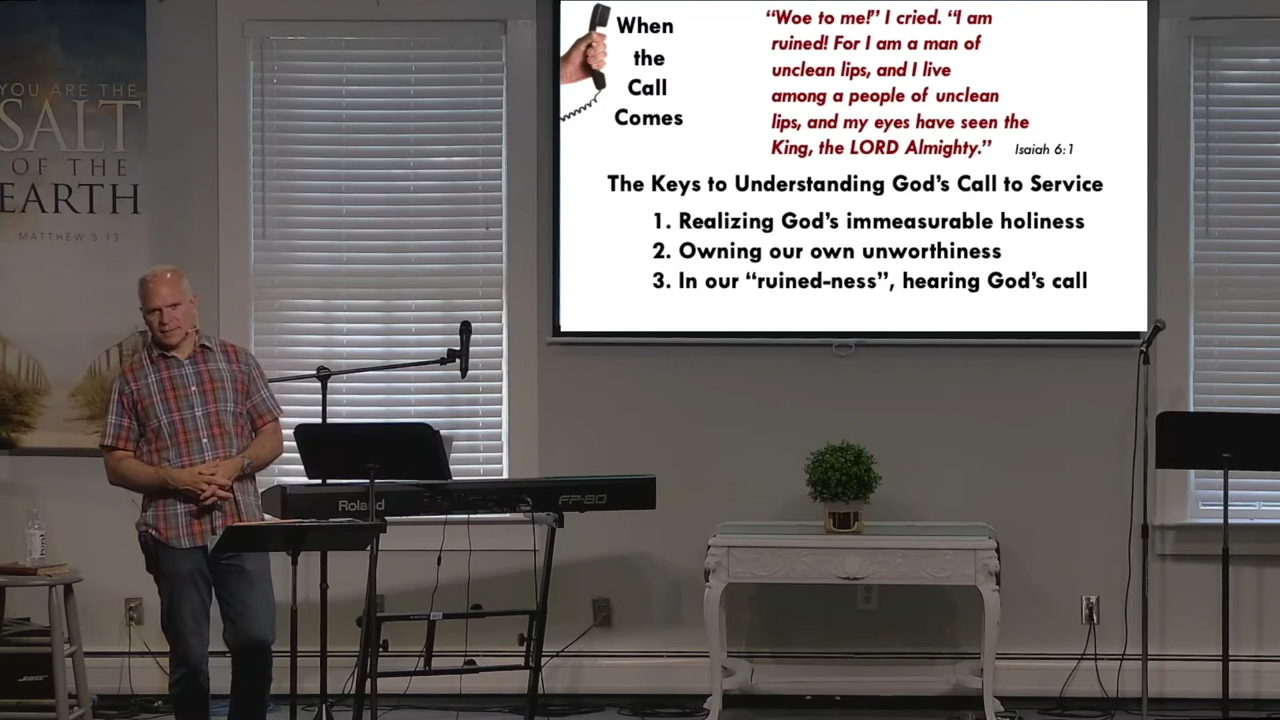 YOU ARE THE
SALT
OF THE
EARTH
MATTHEW 5:13
When
the
Call
Comes
“Woe to me!” I cried. “I am
ruined! For I am a man of
unclean lips, and I live
among a people of unclean
lips, and my eyes have seen the
King, the LORD Almighty.” Isaiah 6:1
The Keys to Understanding God’s Call to Service
1. Realizing God’s immeasurable holiness
2. Owning our own unworthiness
3. In our “ruined-ness”, hearing God’s call
Roland
FP-80